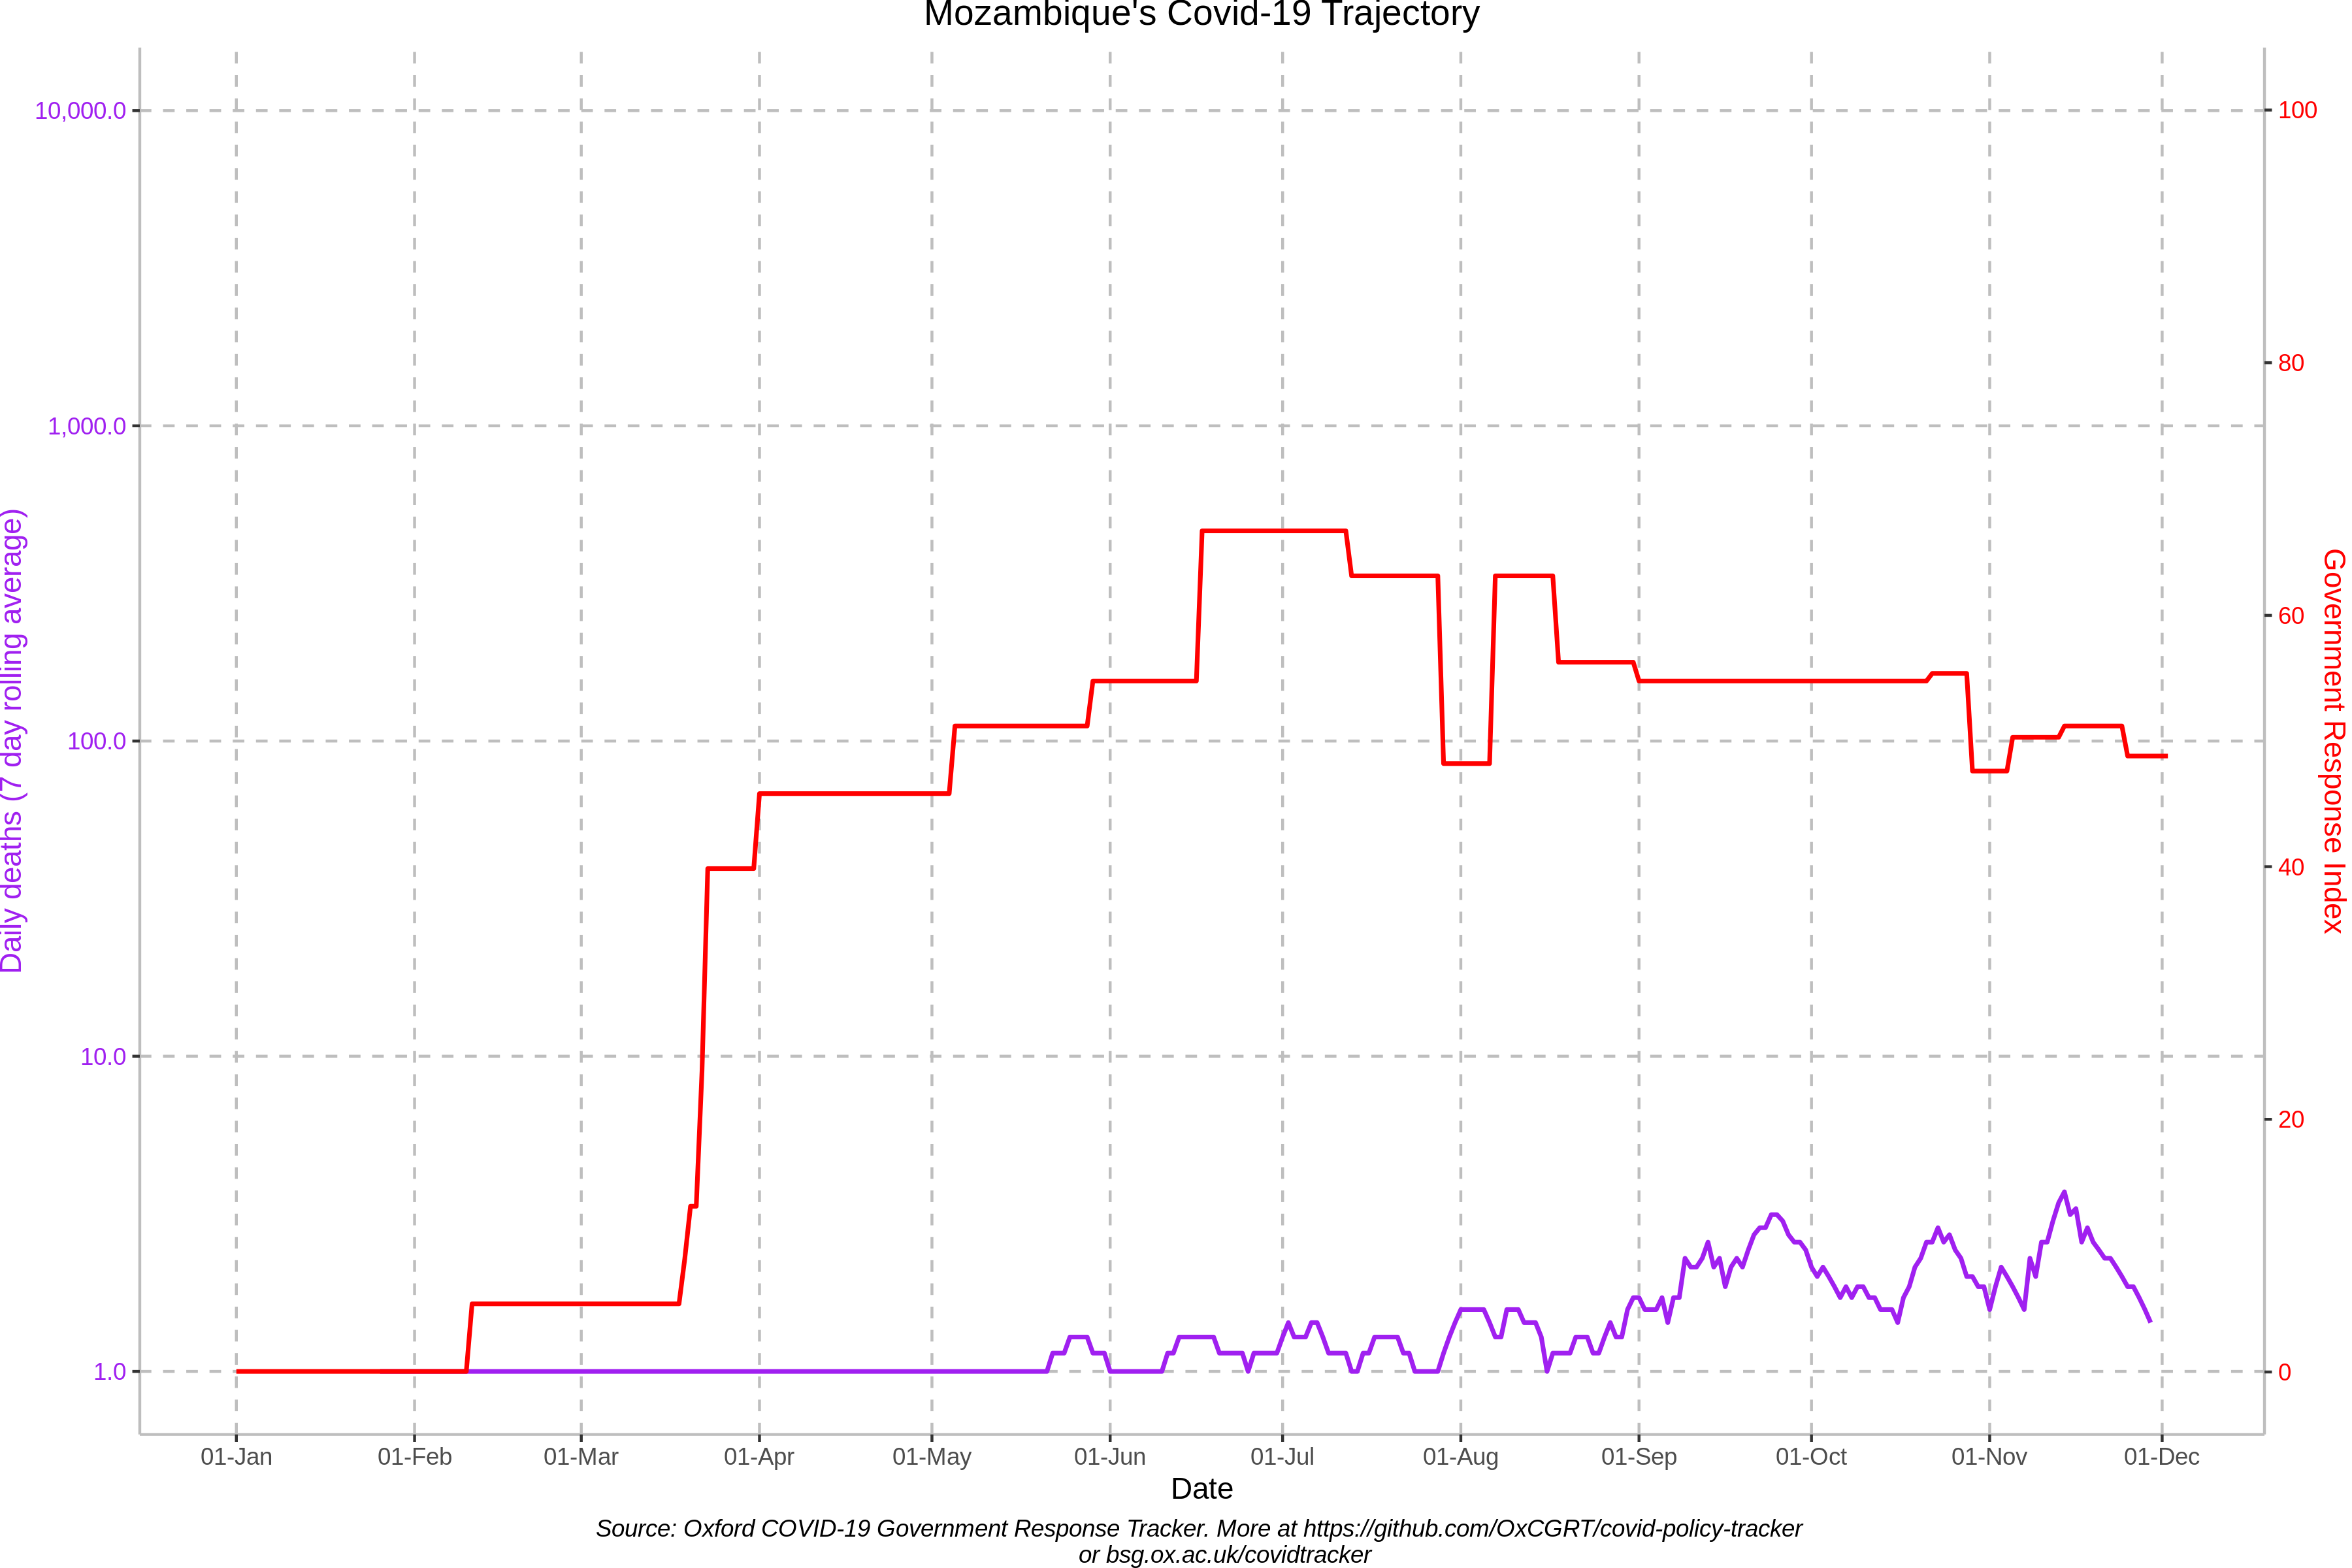 Mozambique's Covid-19 Trajectory
10,000.0
1,000.0
100.0
10.0
1.0
Daily deaths (7 day rolling average)
100
80
60
40
20
0
Government Response Index
01-Jan 01-Feb 01-Mar 01-Apr 01-May 01-Jun 01-Jul 01-Aug 01-Sep 01-Oct 01-Nov 01-Dec
Date
Source: Oxford COVID-19 Government Response Tracker. More at https://github.com/OxCGRT/covid-policy-tracker
or bsg.ox.ac.uk/covidtracker